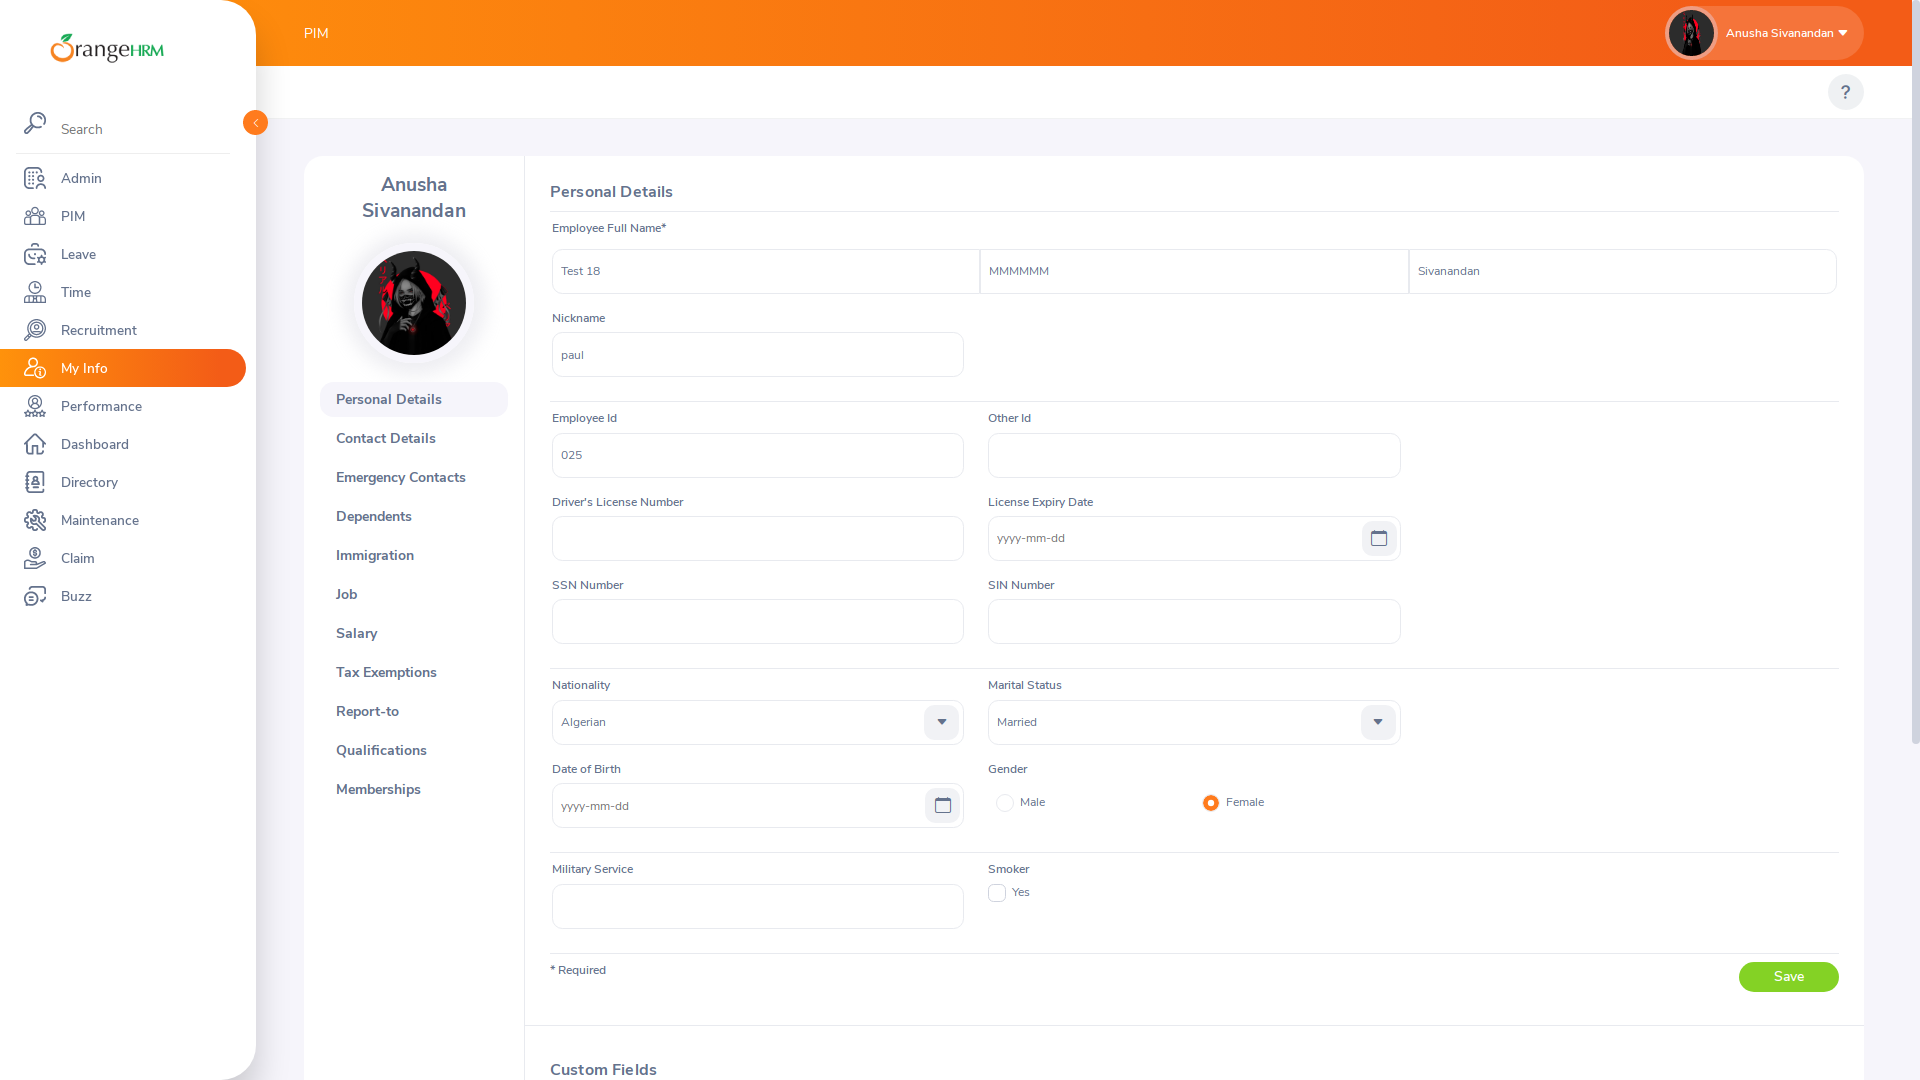 OrangeHRM
PIM
Anusha Sivanandan
?
Search
Admin
PIM
Leave
Time
Recruitment
My Info
Performance
Dashboard
Directory
Maintenance
Claim
Buzz
Anusha
Sivanandan
Personal Details
Contact Details
Emergency Contacts
Dependents
Immigration
Job
Salary
Tax Exemptions
Report-to
Qualifications
Memberships
Personal Details
Employee Full Name*
Test 18 MMMMMM Sivanandan
Nickname
paul
Employee Id Other Id
025
Driver's License Number License Expiry Date
yyyy-mm-dd
SSN Number SIN Number
Nationality Marital Status
Algerian Married
Date of Birth Gender
yyyy-mm-dd Male Female
Military Service Smoker
Yes
* Required Save
Custom Fields